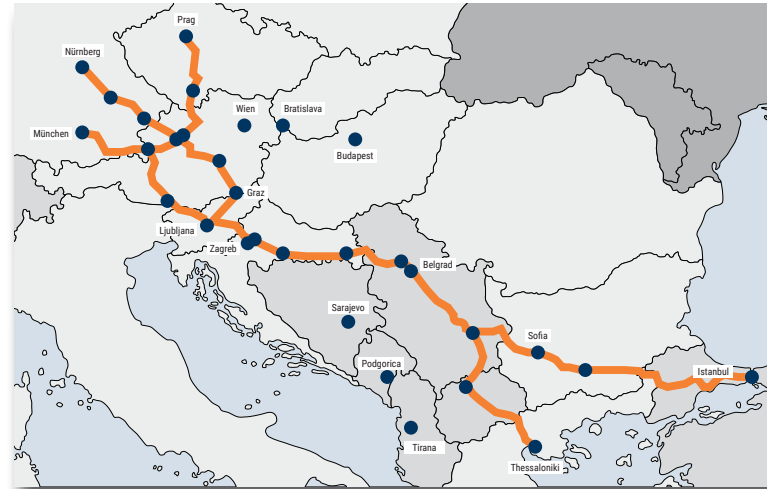 Prag
Nürnberg
Wien
Bratislava
München
Budapest
Graz
Ljubljana
Zagreb
Belgrad
Sarajevo
Sofia
Podgorica
Istanbul
Tirana
Thessaloniki